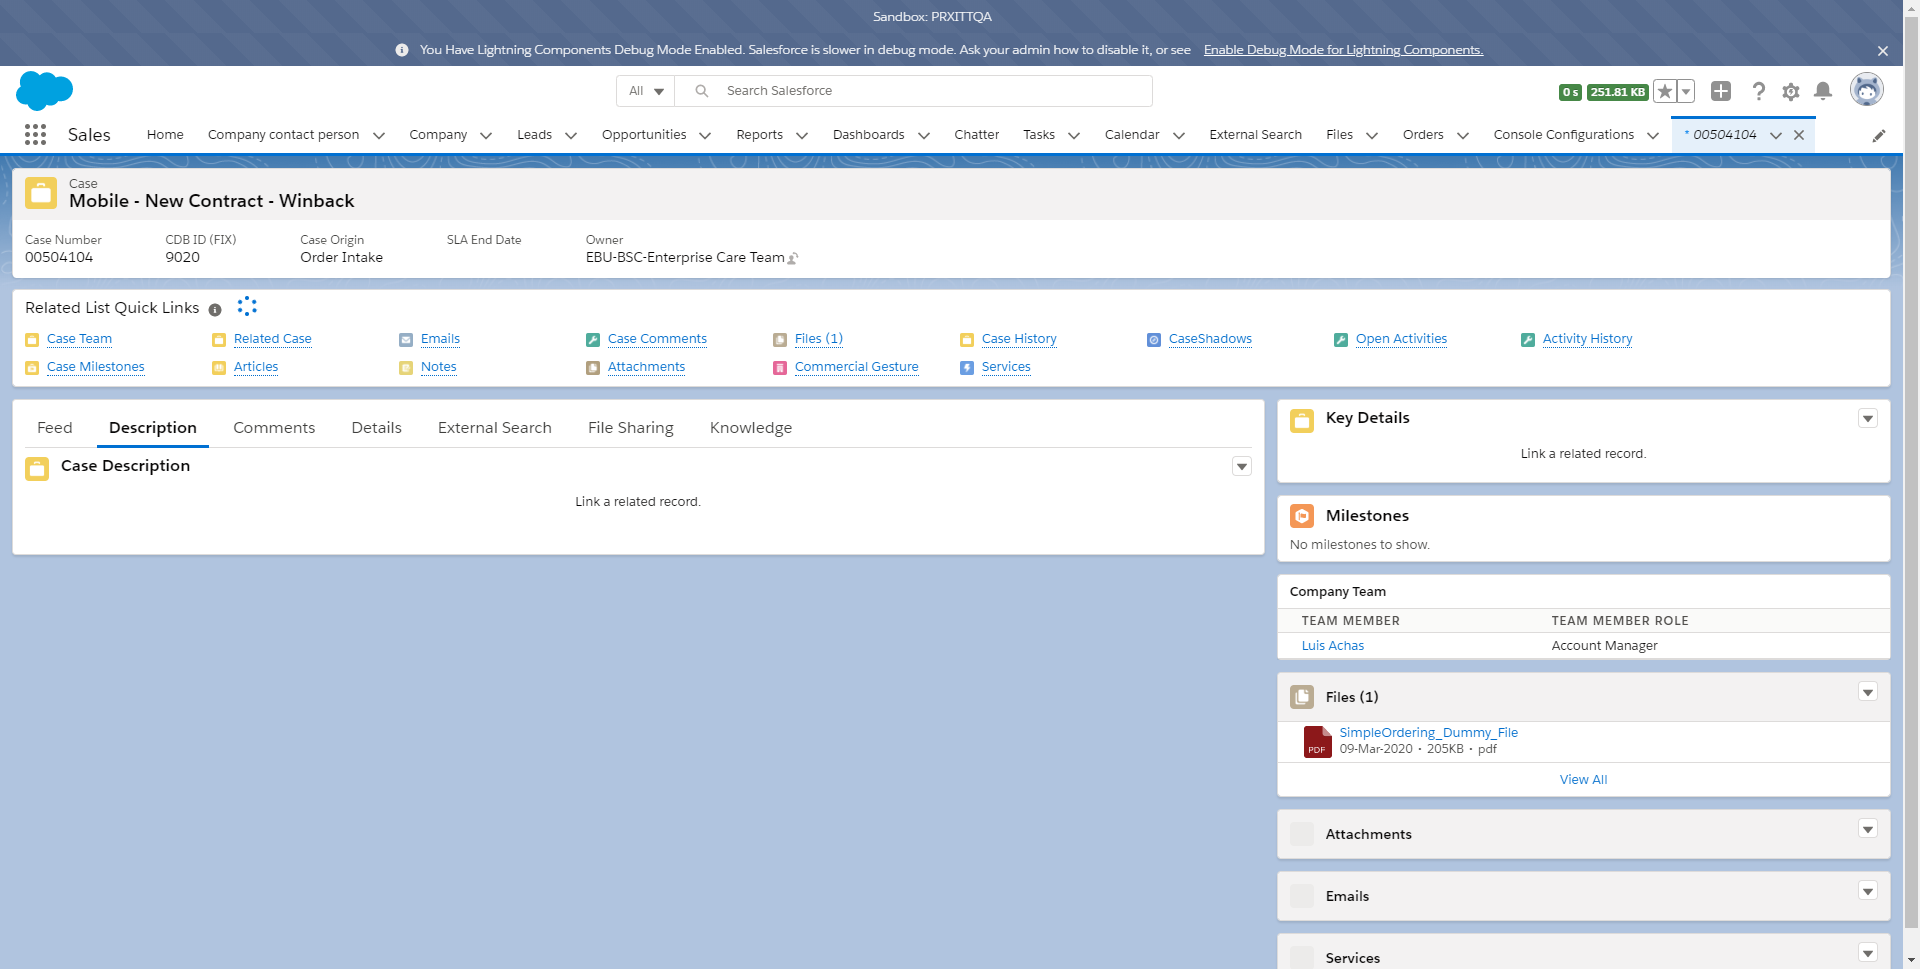 Sandbox: PRXITTQA
You Have Lightning Components Debug Mode Enabled. Salesforce is slower in debug mode. Ask your admin how to disable it, or see Enable Debug Mode for Lightning Components.
All Search Salesforce 0 s 251.81 KB
Sales Home Company contact person Company Leads Opportunities Reports Dashboards Chatter Tasks Calendar External Search Files Orders Console Configurations * 00504104
Case
Mobile - New Contract - Winback
Case Number CDB ID (FIX) Case Origin SLA End Date Owner
00504104 9020 Order Intake EBU-BSC-Enterprise Care Team
Related List Quick Links
Case Team Related Case Emails Case Comments Files (1) Case History CaseShadows Open Activities Activity History
Case Milestones Articles Notes Attachments Commercial Gesture Services
Feed Description Comments Details External Search File Sharing Knowledge
Case Description
Link a related record.
Key Details
Link a related record.
Milestones
No milestones to show.
Company Team
TEAM MEMBER TEAM MEMBER ROLE
Luis Achas Account Manager
Files (1)
PDF
SimpleOrdering_Dummy_File
09-Mar-2020 • 205KB • pdf
View All
Attachments
Emails
Services